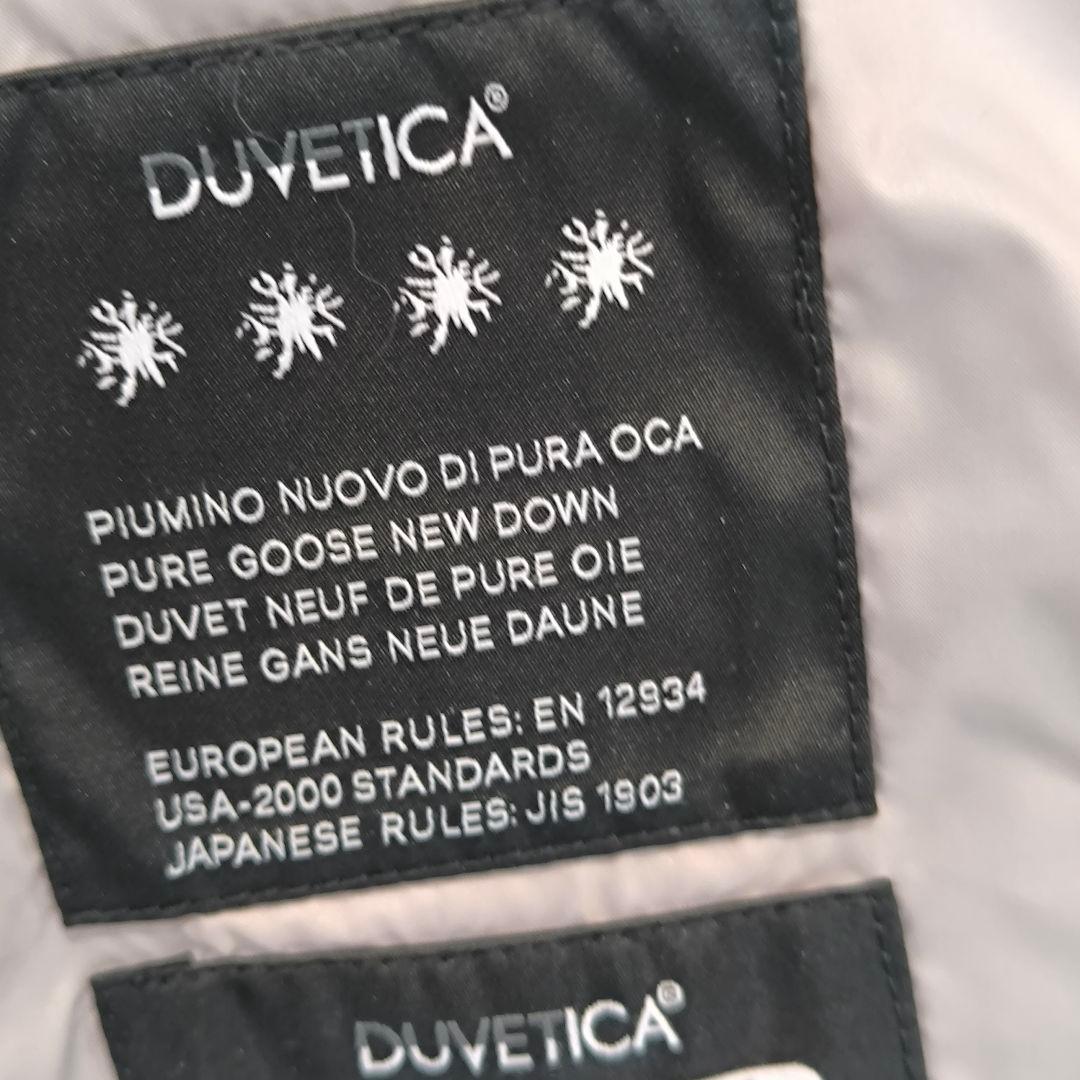 DUVETICA®
PIUMINO NUOVO DI PURA OCA
PURE GOOSE NEW DOWN
DUVET NEUF DE PURE OIE
REINE GANS NEUE DAUNE
EUROPEAN RULES: EN 12934
USA-2000 STANDARDS
JAPANESE RULES: JIS 1903
DUVETICA®